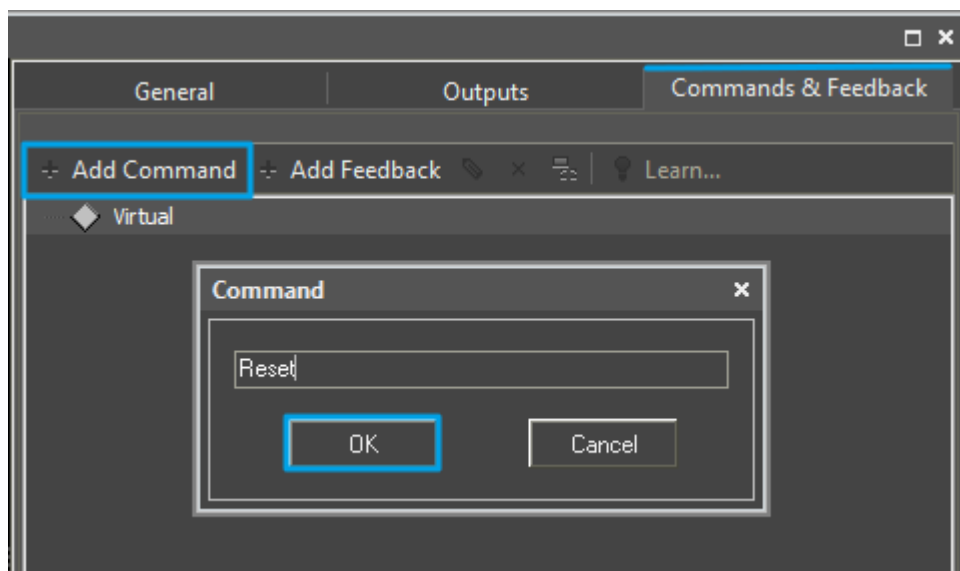 General Outputs Commands & Feedback
Add Command Add Feedback Learn...
Virtual
Command
Reset
OK Cancel